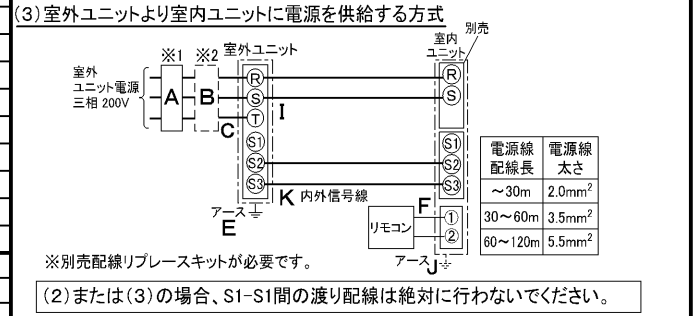 (3)室外ユニットより室内ユニットに電源を供給する方式
別売
※1 ※2 室外ユニット
室内
ユニット
室外
ユニット電源
三相 200V
A B
C
R
S
T
S1
S2
S3
I
K 内外信号線
R
S
S1
S2
S3
F
①
②
リモコン
アース
E
アース J
電源線配線長 電源線太さ
～30m 2.0mm²
30～60m 3.5mm²
60～120m 5.5mm²
※別売配線リプレースキットが必要です。
(2)または(3)の場合、S1-S1間の渡り配線は絶対に行わないでください。